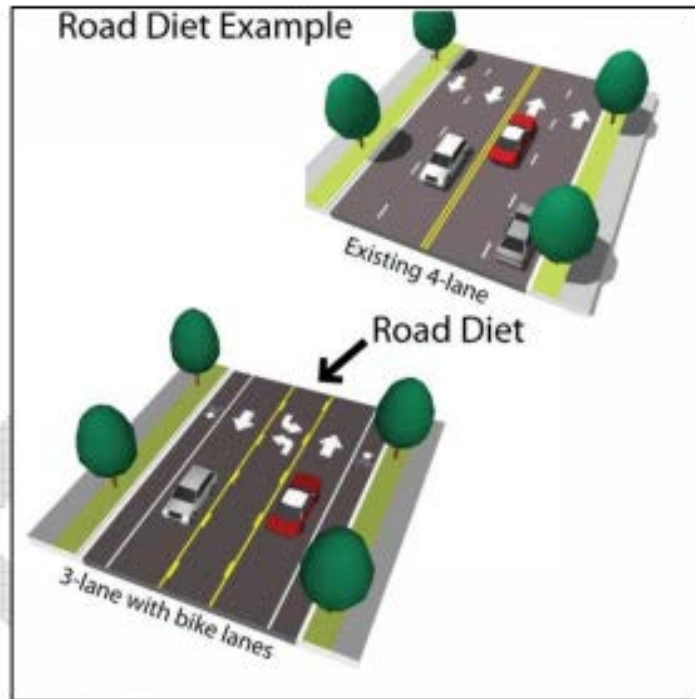 Road Diet Example
Existing 4-lane
Road Diet
3-lane with bike lanes